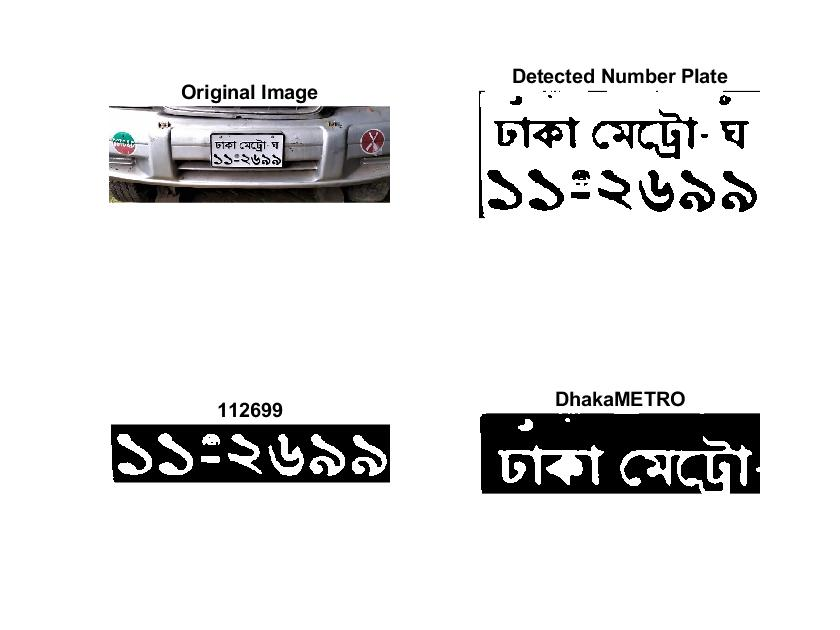 Original Image
ঢাকা মেট্রো- ঘ
১১-২৬৯৯
Detected Number Plate
ঢাকা মেট্রো- ঘ
১১-২৬৯৯
112699
১১-২৬৯৯
DhakaMETRO
ঢাকা মেট্রো-